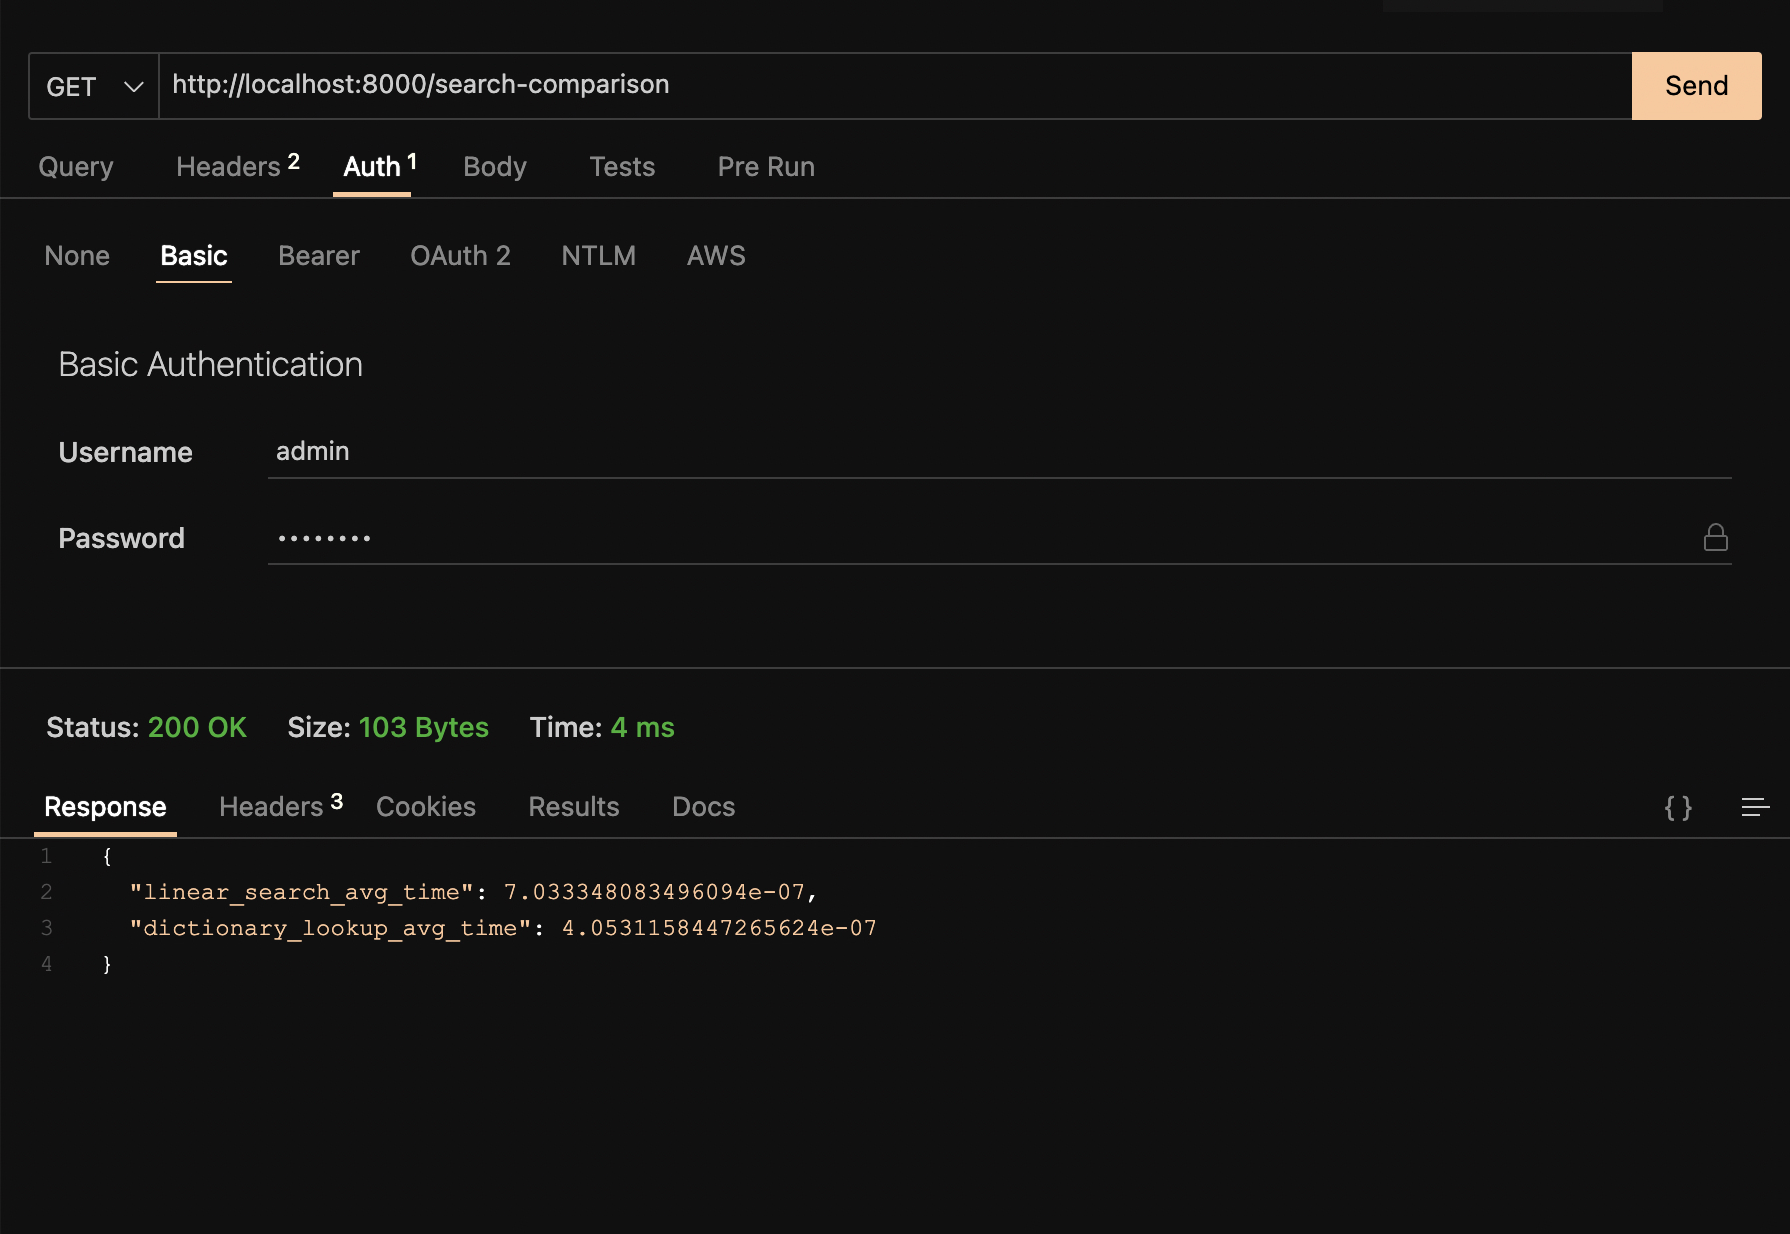 GET http://localhost:8000/search-comparison Send
Query Headers 2 Auth 1 Body Tests Pre Run
None Basic Bearer OAuth 2 NTLM AWS
Basic Authentication
Username admin
Password ••••••••
Status: 200 OK Size: 103 Bytes Time: 4 ms
Response Headers 3 Cookies Results Docs { }
1 {
2 "linear_search_avg_time": 7.033348083496094e-07,
3 "dictionary_lookup_avg_time": 4.0531158447265624e-07
4 }